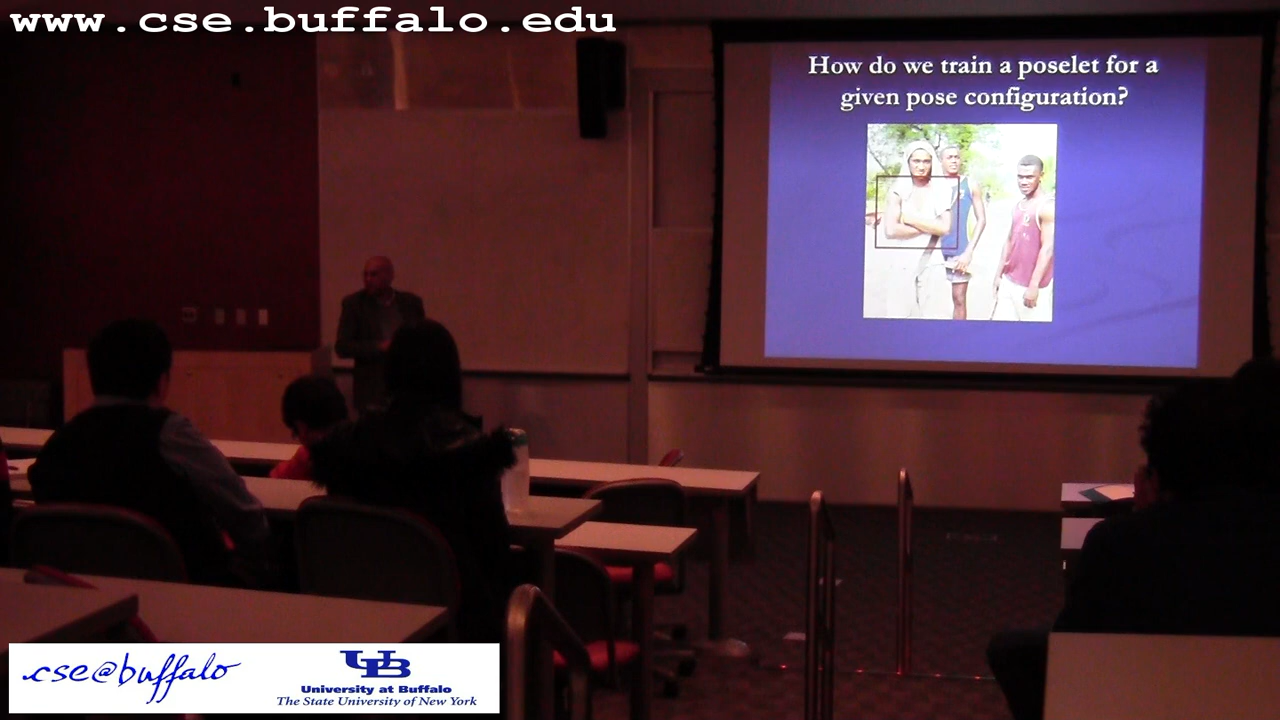 www.cse.buffalo.edu
How do we train a poselet for a
given pose configuration?
cse@buffalo
UB
University at Buffalo
The State University of New York